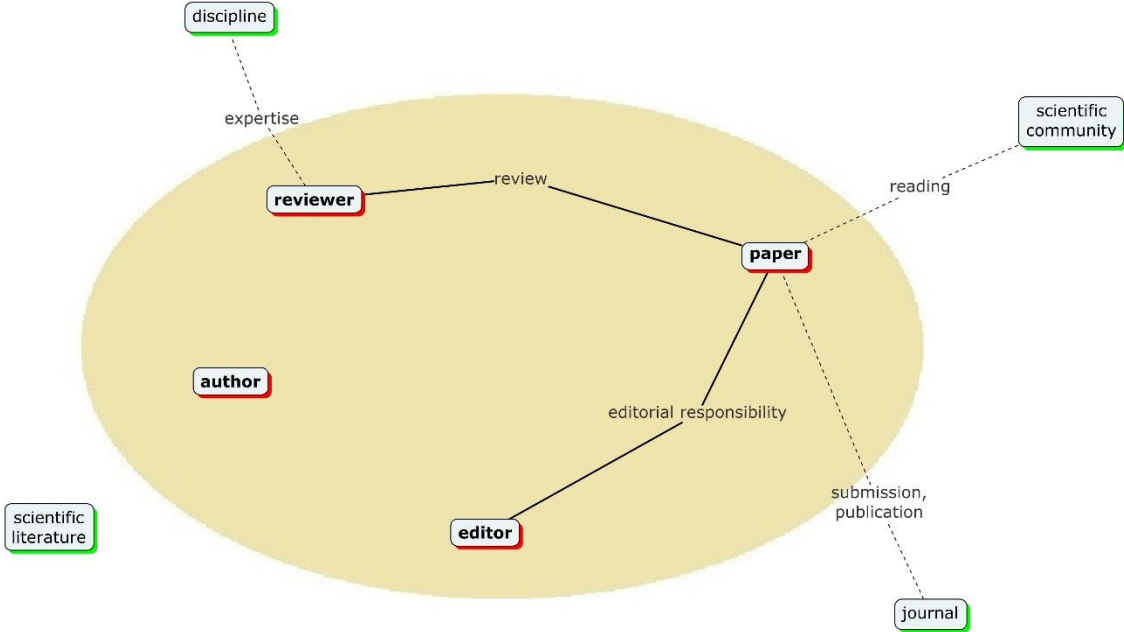 discipline
expertise
scientific
community
review
reading
reviewer
paper
author
editorial responsibility
submission,
publication
scientific
literature
editor
journal